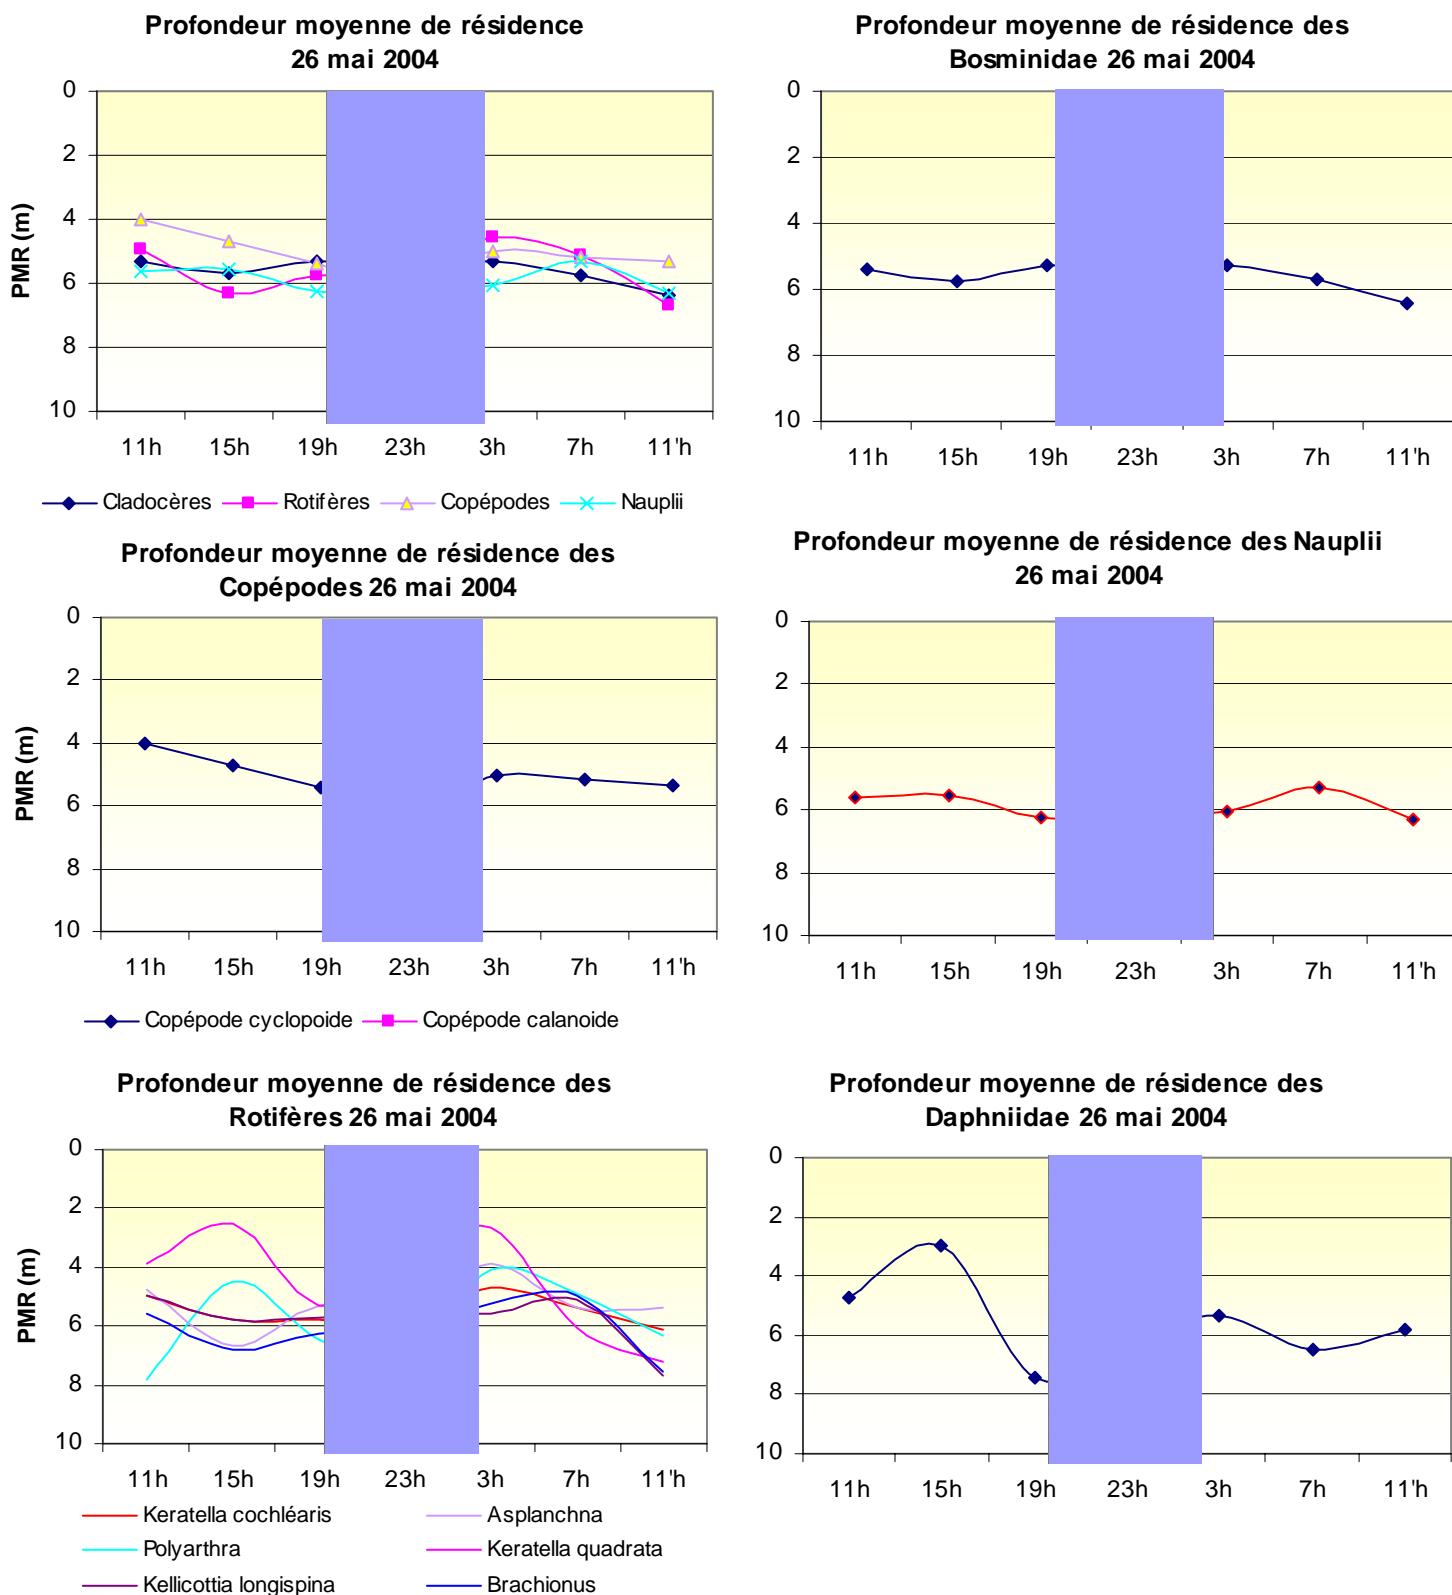 Profondeur moyenne de résidence
26 mai 2004
0
2
4
6
8
10
PMR (m)
11h 15h 19h 23h 3h 7h 11'h
Cladocères Rotifères Copépodes Nauplii
Profondeur moyenne de résidence des
Bosminidae 26 mai 2004
0
2
4
6
8
10
11h 15h 19h 23h 3h 7h 11'h
Profondeur moyenne de résidence des
Copépodes 26 mai 2004
0
2
4
6
8
10
PMR (m)
11h 15h 19h 23h 3h 7h 11'h
Copépode cyclopoide Copépode calanoide
Profondeur moyenne de résidence des Nauplii
26 mai 2004
0
2
4
6
8
10
11h 15h 19h 23h 3h 7h 11'h
Profondeur moyenne de résidence des
Rotifères 26 mai 2004
0
2
4
6
8
10
PMR (m)
11h 15h 19h 23h 3h 7h 11'h
Keratella cochléaris Asplanchna
Polyarthra Keratella quadrata
Kellicottia longispina Brachionus
Profondeur moyenne de résidence des
Daphniidae 26 mai 2004
0
2
4
6
8
10
11h 15h 19h 23h 3h 7h 11'h